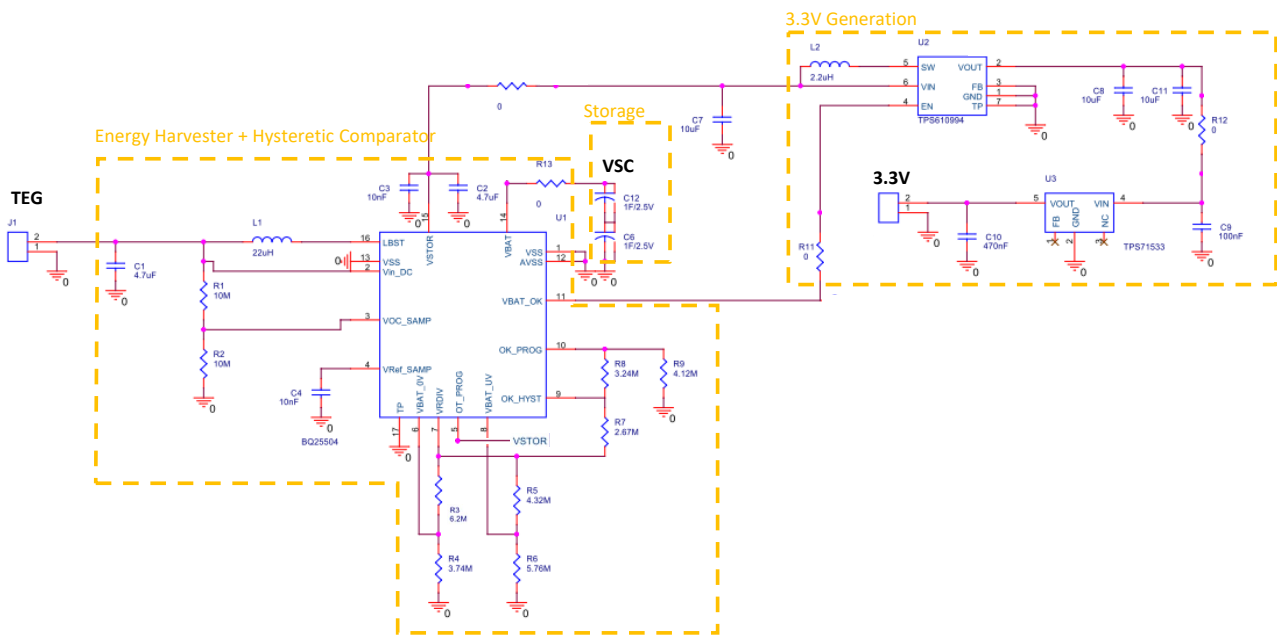 3.3V Generation
U2
L2
2.2uH
5
SW
VOUT
2
6
VIN
FB
3
GND
1
4
EN
TP
7
TPS610994
C8
10uF
C11
10uF
0
R12
0
0
C7
10uF
0
Storage
Energy Harvester + Hysteretic Comparator
VSC
R13
0
C12
1F/2.5V
C6
1F/2.5V
0
C3
10nF
0
C2
4.7uF
0
3.3V
2
1
0
U3
5
VOUT
VIN
4
FB
GND
NC
1
2
3
TPS71533
0
C10
470nF
0
C9
100nF
0
R11
0
TEG
J1
2
1
0
C1
4.7uF
0
L1
22uH
15
VSTOR
14
VBAT
U1
16
LBST
0
13
VSS
2
Vin_DC
VSS
1
AVSS
12
0
VBAT_OK
11
R1
10M
3
VOC_SAMP
R2
10M
0
OK_PROG
10
R8
3.24M
R9
4.12M
0
4
VRef_SAMP
C4
10nF
0
OK_HYST
9
R7
2.67M
TP
VBAT_0V
VRDIV
OT_PROG
VBAT_UV
17
6
7
5
8
0
BQ25504
VSTOR
R3
6.2M
R5
4.32M
R4
3.74M
R6
5.76M
0
0